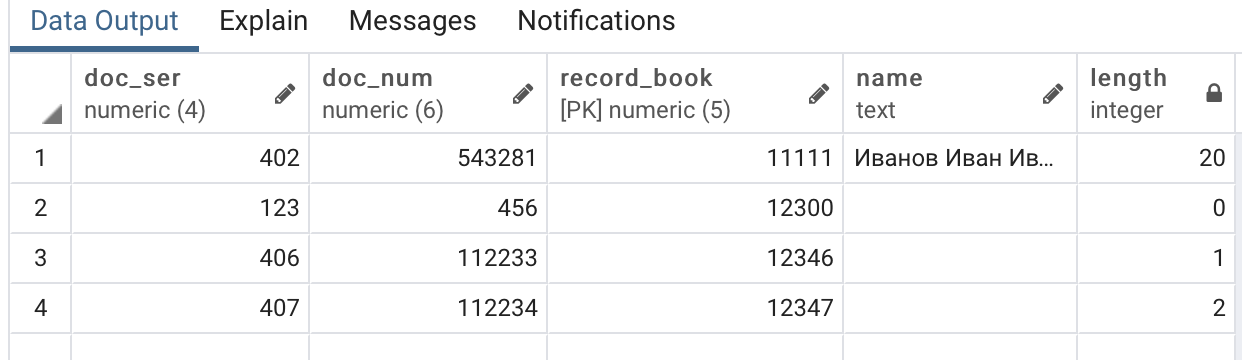 Data Output Explain Messages Notifications
doc_ser doc_num record_book name length
numeric (4) numeric (6) [PK] numeric (5) text integer
1 402 543281 11111 Иванов Иван Ив... 20
2 123 456 12300 0
3 406 112233 12346 1
4 407 112234 12347 2